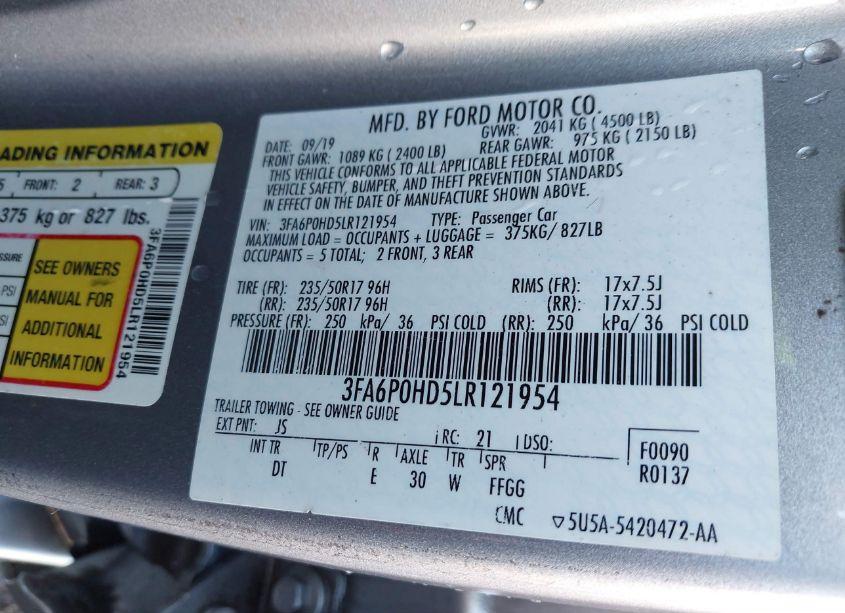 ADING INFORMATION
5 FRONT: 2 REAR: 3
375 kg or 827 lbs.
SSURE
PSI
SI
SEE OWNERS
MANUAL FOR
ADDITIONAL
INFORMATION
3FA6P0HD5LR121954
MFD. BY FORD MOTOR CO.
DATE: 09/19 GVWR: 2041 KG ( 4500 LB)
FRONT GAWR: 1089 KG ( 2400 LB) REAR GAWR: 975 KG ( 2150 LB)
THIS VEHICLE CONFORMS TO ALL APPLICABLE FEDERAL MOTOR
VEHICLE SAFETY, BUMPER, AND THEFT PREVENTION STANDARDS
IN EFFECT ON THE DATE OF MANUFACTURE SHOWN ABOVE.
VIN: 3FA6P0HD5LR121954 TYPE: Passenger Car
MAXIMUM LOAD = OCCUPANTS + LUGGAGE = 375KG/ 827LB
OCCUPANTS = 5 TOTAL; 2 FRONT, 3 REAR
TIRE (FR): 235/50R17 96H RIMS (FR): 17x7.5J
(RR): 235/50R17 96H (RR): 17x7.5J
PRESSURE (FR): 250 kPa/ 36 PSI COLD (RR): 250 kPa/ 36 PSI COLD
3FA6P0HD5LR121954
TRAILER TOWING - SEE OWNER GUIDE
EXT PNT: JS RC: 21 DSO: F0090
INT TR TP/PS R AXLE TR SPR R0137
DT E 30 W FFGG
CMC ▽5U5A-5420472-AA